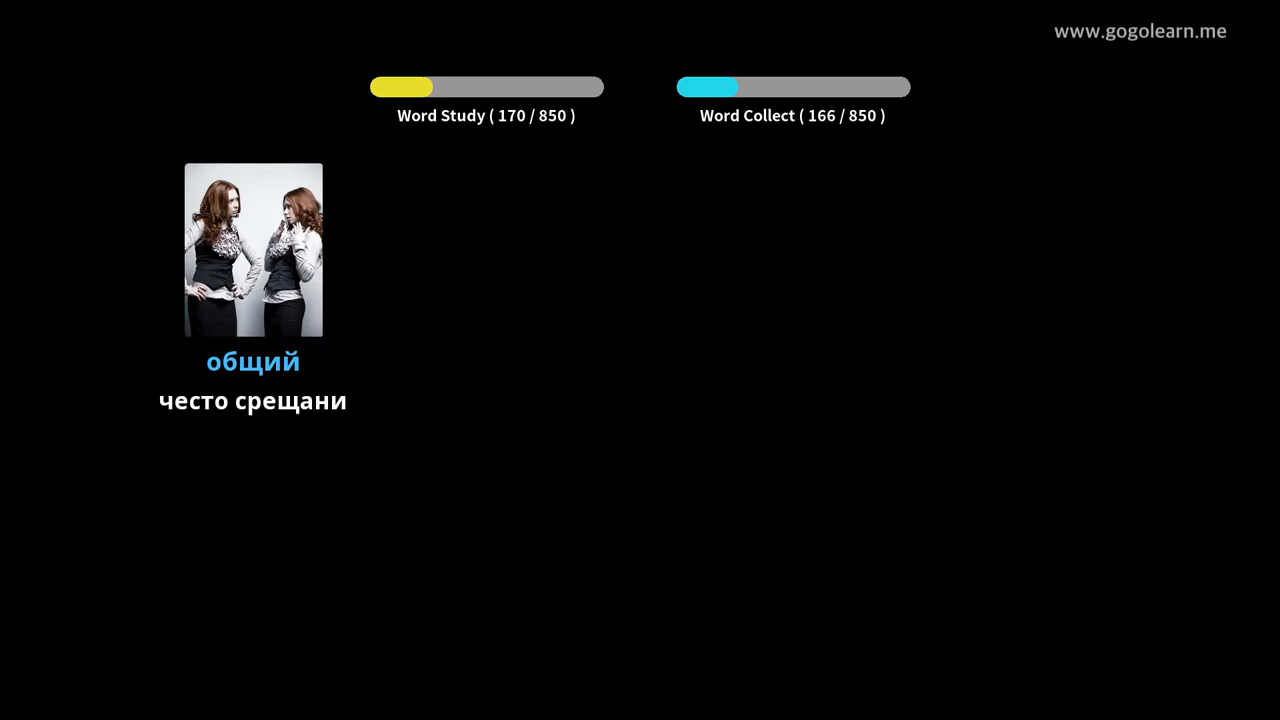 www.gogolearn.me
Word Study ( 170 / 850 )
Word Collect ( 166 / 850 )
общий
често срещани